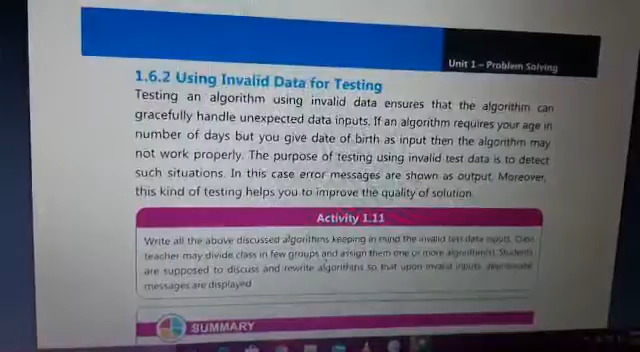 Unit 1 – Problem Solving
1.6.2 Using Invalid Data for Testing
Testing an algorithm using invalid data ensures that the algorithm can
gracefully handle unexpected data inputs. If an algorithm requires your age in
number of days but you give date of birth as input then the algorithm may
not work properly. The purpose of testing using invalid test data is to detect
such situations. In this case error messages are shown as output. Moreover,
this kind of testing helps you to improve the quality of solution.
Activity 1.11
Write all the above discussed algorithms keeping in mind the invalid test data inputs. Class
teacher may divide class in few groups and assign them one or more algorithm(s). Students
are supposed to discuss and rewrite algorithms so that upon invalid inputs, appropriate
messages are displayed
SUMMARY